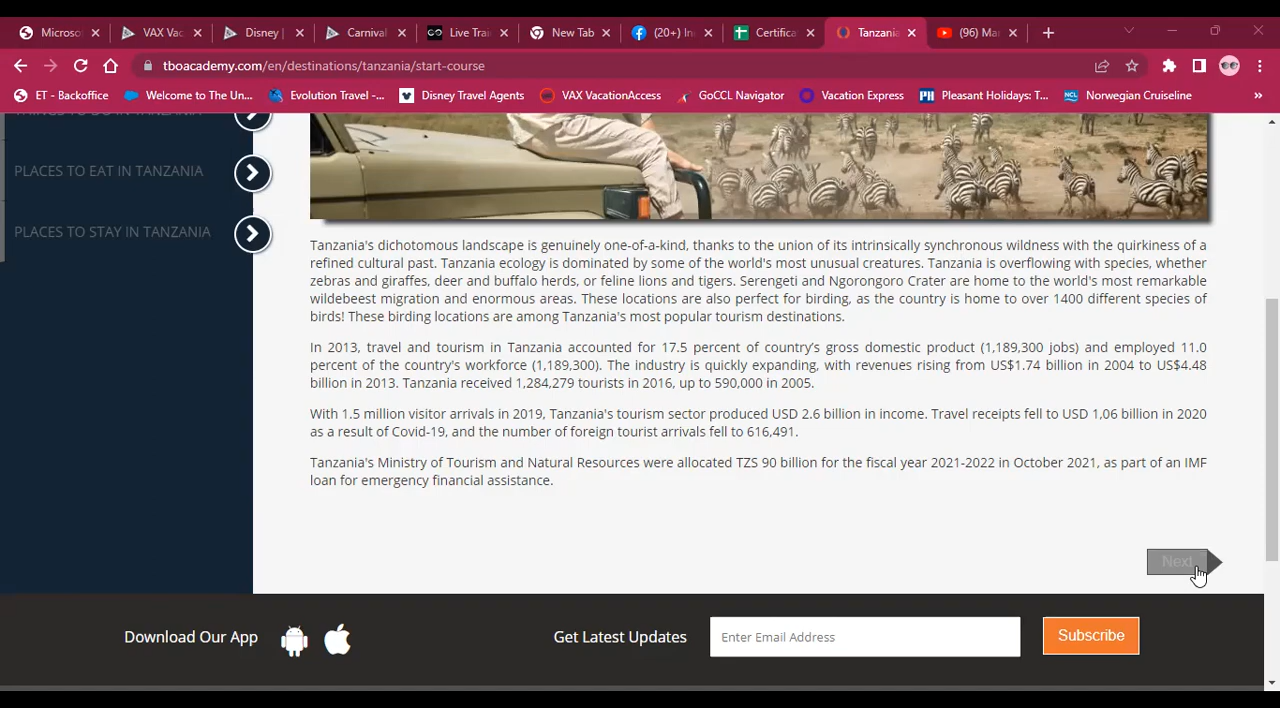 Microso
VAX Vac
Disney |
Carnival
Live Trai
New Tab
(20+) In
Certifica
Tanzania
(96) Ma
tboacademy.com/en/destinations/tanzania/start-course
ET - Backoffice
Welcome to The Un...
Evolution Travel -...
Disney Travel Agents
VAX VacationAccess
GoCCL Navigator
Vacation Express
Pleasant Holidays: T...
Norwegian Cruiseline
»
THINGS TO DO IN TANZANIA
PLACES TO EAT IN TANZANIA
PLACES TO STAY IN TANZANIA
Tanzania's dichotomous landscape is genuinely one-of-a-kind, thanks to the union of its intrinsically synchronous wildness with the quirkiness of a
refined cultural past. Tanzania ecology is dominated by some of the world's most unusual creatures. Tanzania is overflowing with species, whether
zebras and giraffes, deer and buffalo herds, or feline lions and tigers. Serengeti and Ngorongoro Crater are home to the world's most remarkable
wildebeest migration and enormous areas. These locations are also perfect for birding, as the country is home to over 1400 different species of
birds! These birding locations are among Tanzania's most popular tourism destinations.
In 2013, travel and tourism in Tanzania accounted for 17.5 percent of country's gross domestic product (1,189,300 jobs) and employed 11.0
percent of the country's workforce (1,189,300). The industry is quickly expanding, with revenues rising from US$1.74 billion in 2004 to US$4.48
billion in 2013. Tanzania received 1,284,279 tourists in 2016, up to 590,000 in 2005.
With 1.5 million visitor arrivals in 2019, Tanzania's tourism sector produced USD 2.6 billion in income. Travel receipts fell to USD 1,06 billion in 2020
as a result of Covid-19, and the number of foreign tourist arrivals fell to 616,491.
Tanzania's Ministry of Tourism and Natural Resources were allocated TZS 90 billion for the fiscal year 2021-2022 in October 2021, as part of an IMF
loan for emergency financial assistance.
Next
Download Our App
Get Latest Updates
Enter Email Address
Subscribe